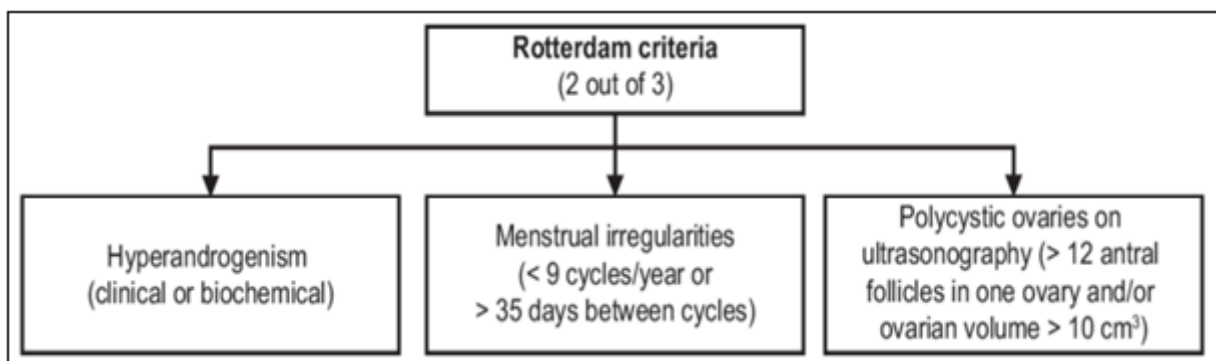 Rotterdam criteria
(2 out of 3)
Hyperandrogenism
(clinical or biochemical)
Menstrual irregularities
(< 9 cycles/year or
> 35 days between cycles)
Polycystic ovaries on
ultrasonography (> 12 antral
follicles in one ovary and/or
ovarian volume > 10 cm³)